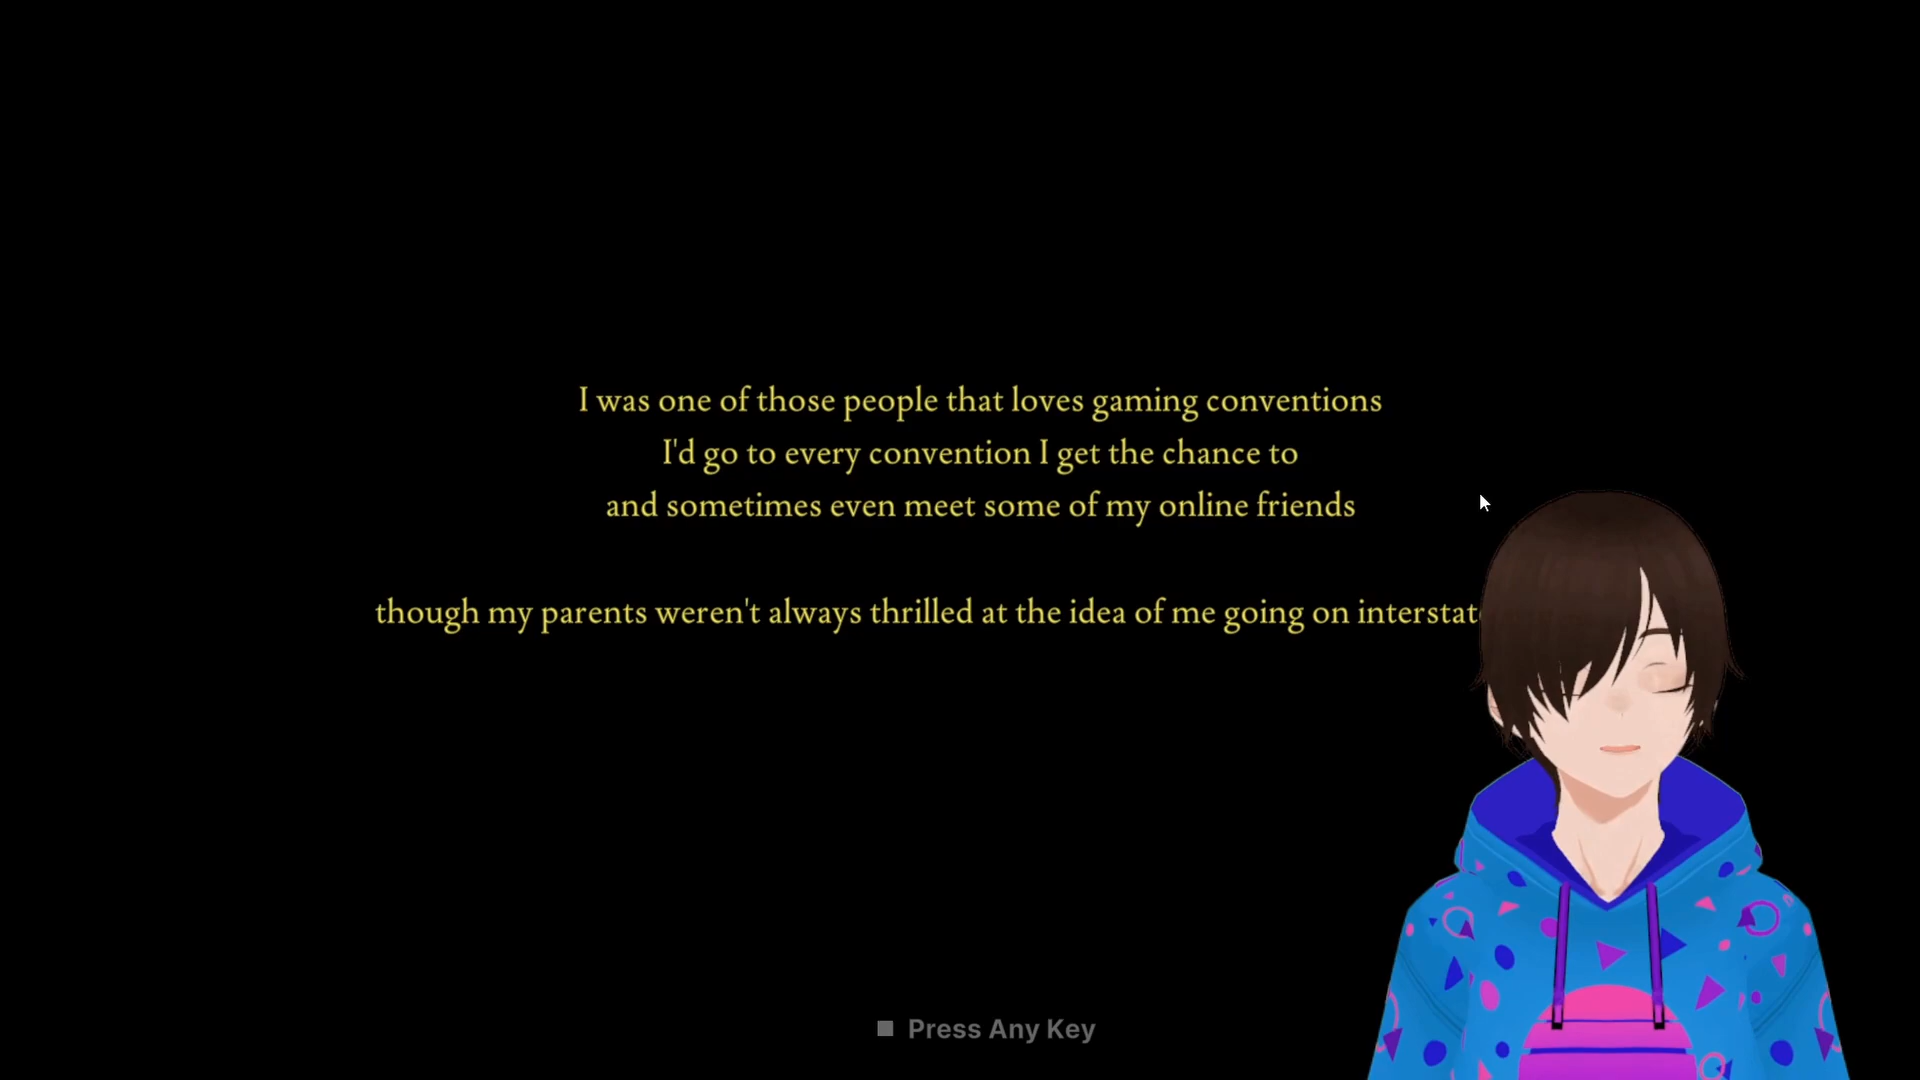 I was one of those people that loves gaming conventions
I'd go to every convention I get the chance to
and sometimes even meet some of my online friends
though my parents weren't always thrilled at the idea of me going on
Press Any Key